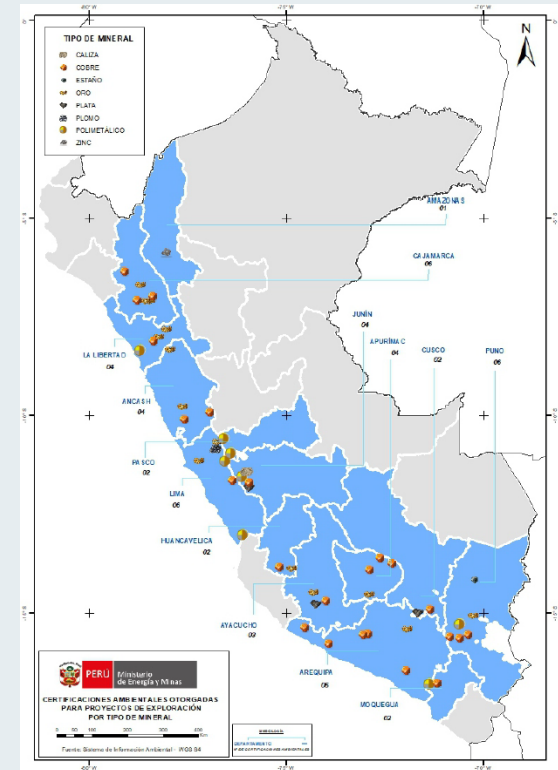 TIPO DE MINERAL
CALIZA
COBRE
ESTAÑO
ORO
PLATA
PLOMO
POLIMETÁLICO
ZINC
N
AMAZONAS
01
CAJAMARCA
06
JUNÍN
04
APURÍMAC
04
CUSCO
02
PUNO
06
LA LIBERTAD
04
ANCASH
04
PASCO
02
LIMA
06
HUANCAVELICA
02
AYACUCHO
03
AREQUIPA
05
MOQUEGUA
02
PERÚ
Ministerio
de Energía y Minas
CERTIFICACIONES AMBIENTALES OTORGADAS
PARA PROYECTOS DE EXPLORACIÓN
POR TIPO DE MINERAL
Fuente: Sistema de Información Ambiental - WGS 84
DEPARTAMENTO